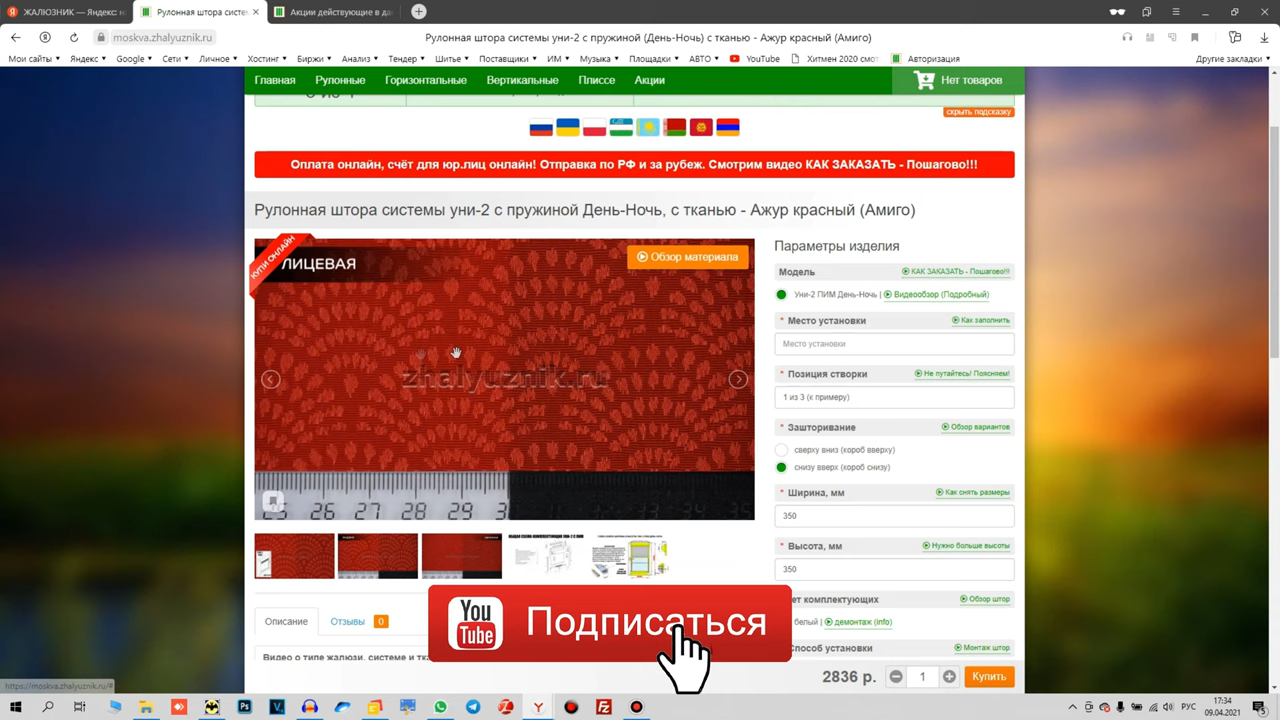 ЖАЛЮЗНИК — Яндекс: на
Рулонная штора систем
Акции действующие в да
moskva.zhalyuznik.ru
Рулонная штора системы уни-2 с пружиной (День-Ночь) с тканью - Ажур красный (Амиго)
Мои сайты Яндекс Google Сети Личное Хостинг Биржи Анализ Тендер Шитье Поставщики ИМ Музыка Площадки АВТО YouTube Хитмен 2020 смот Авторизация Другие закладки
Главная Рулонные Горизонтальные Вертикальные Плиссе Акции Нет товаров
скрыть подсказку
Оплата онлайн, счёт для юр.лиц онлайн! Отправка по РФ и за рубеж. Смотрим видео КАК ЗАКАЗАТЬ - Пошагово!!!
Рулонная штора системы уни-2 с пружиной День-Ночь, с тканью - Ажур красный (Амиго)
КУПИ ОНЛАЙН
ЛИЦЕВАЯ
Обзор материала
zhalyuznik.ru
25 26 27 28 29 30
Параметры изделия
Модель КАК ЗАКАЗАТЬ - Пошагово!!!
Уни-2 ПИМ День-Ночь | Видеообзор (Подробный)
* Место установки Как заполнить
Место установки
* Позиция створки Не путайтесь! Поясняем!
1 из 3 (к примеру)
* Зашторивание Обзор вариантов
сверху вниз (короб вверху)
снизу вверх (короб снизу)
* Ширина, мм Как снять размеры
350
* Высота, мм Нужно больше высоты
350
ет комплектующих Обзор штор
белый | демонтаж (info)
Способ установки Монтаж штор
Описание Отзывы 0
You Tube Подписаться
Видео о типе жалюзи, системе и тк
2836 р. 1 Купить
https://moskva.zhalyuznik.ru/#
РУС
17:34
09.04.2021
5